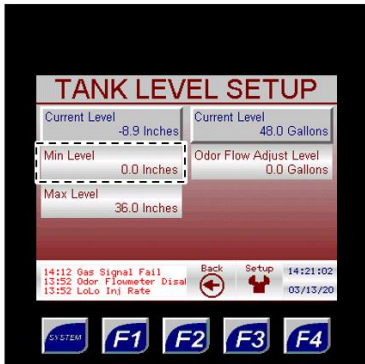 TANK LEVEL SETUP
Current Level
-8.9 Inches
Current Level
48.0 Gallons
Min Level
0.0 Inches
Odor Flow Adjust Level
0.0 Gallons
Max Level
36.0 Inches
14:12 Gas Signal Fail
13:52 Odor Flowmeter Disal
13:52 LoLo Inj Rate
Back
Setup
14:21:02
03/13/20
SYSTEM
F1
F2
F3
F4